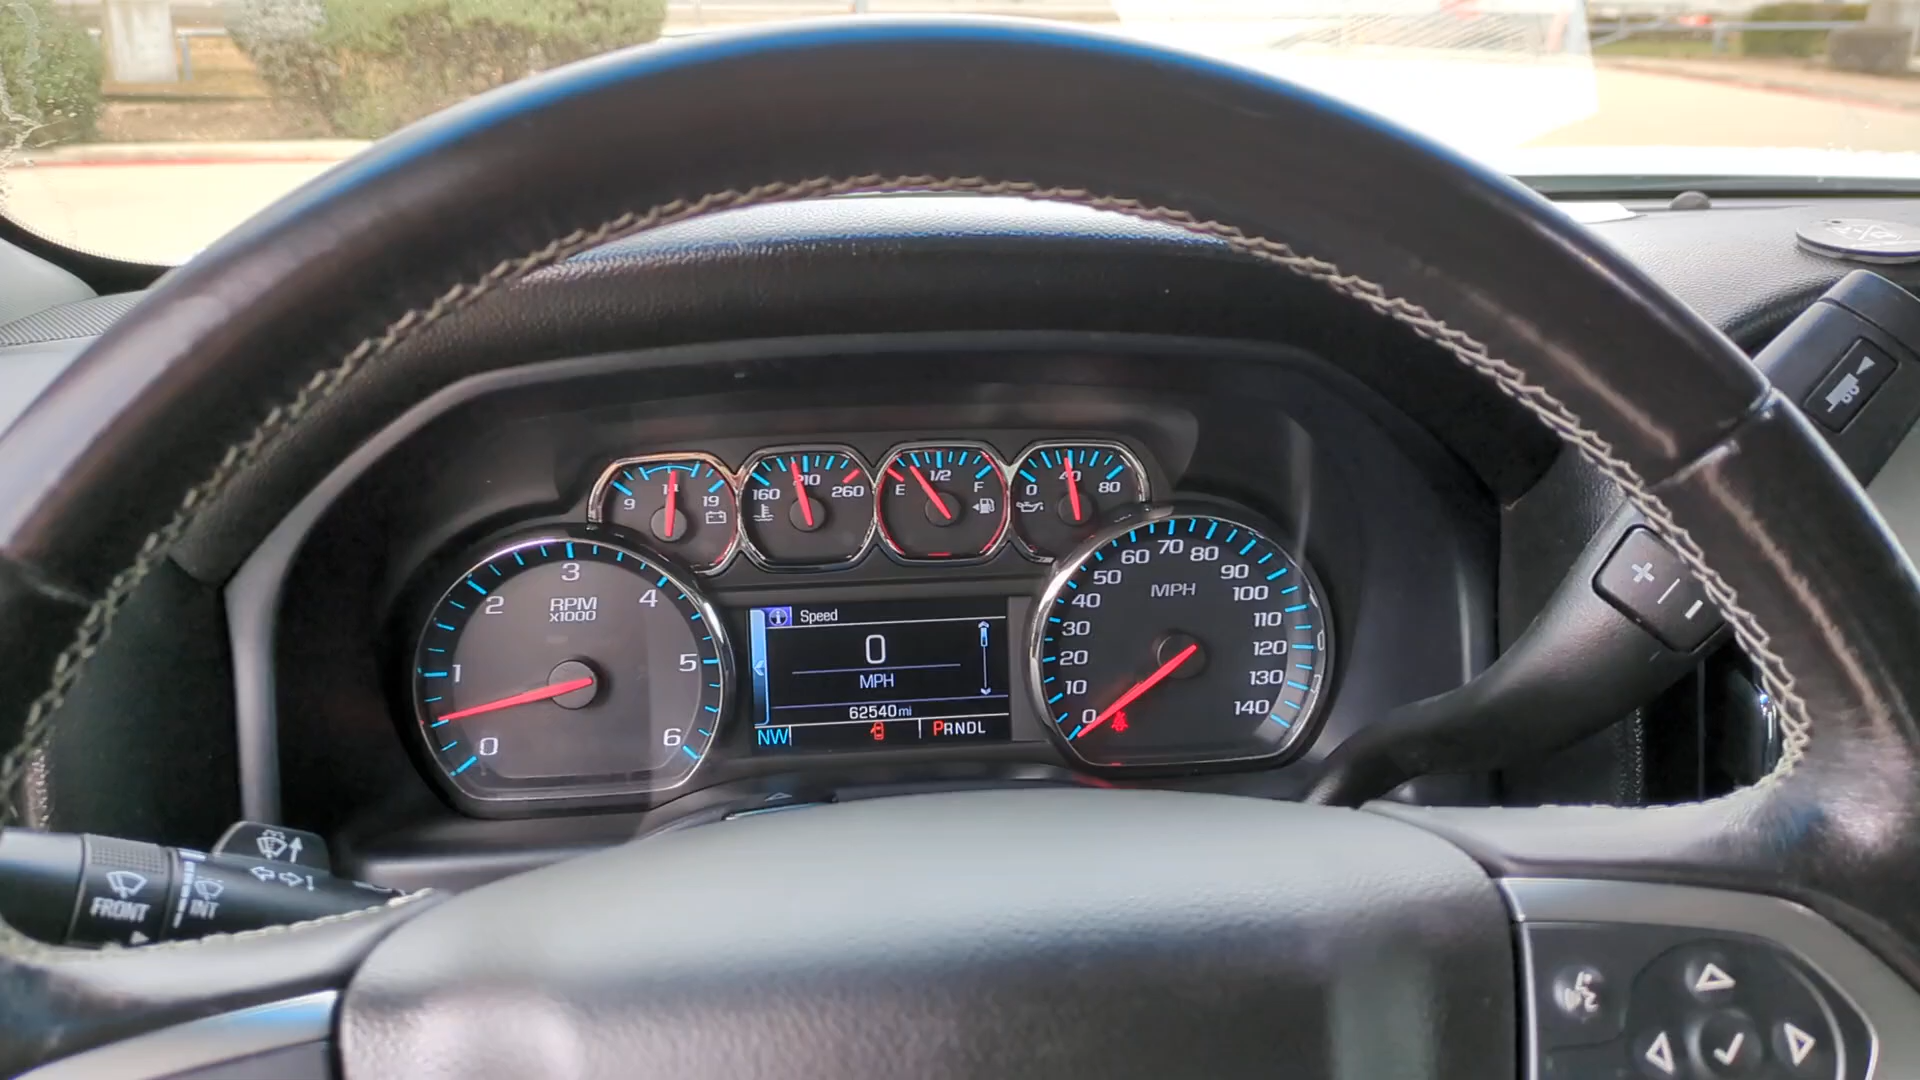 9 14 19
160 210 260
E 1/2 F
0 40 80
0 1 2 3 4 5 6
RPM
x1000
Speed
0
MPH
62540 mi
NW
PRNDL
0 10 20 30 40 50 60 70 80 90 100 110 120 130 140
MPH
+ | -
FRONT
INT